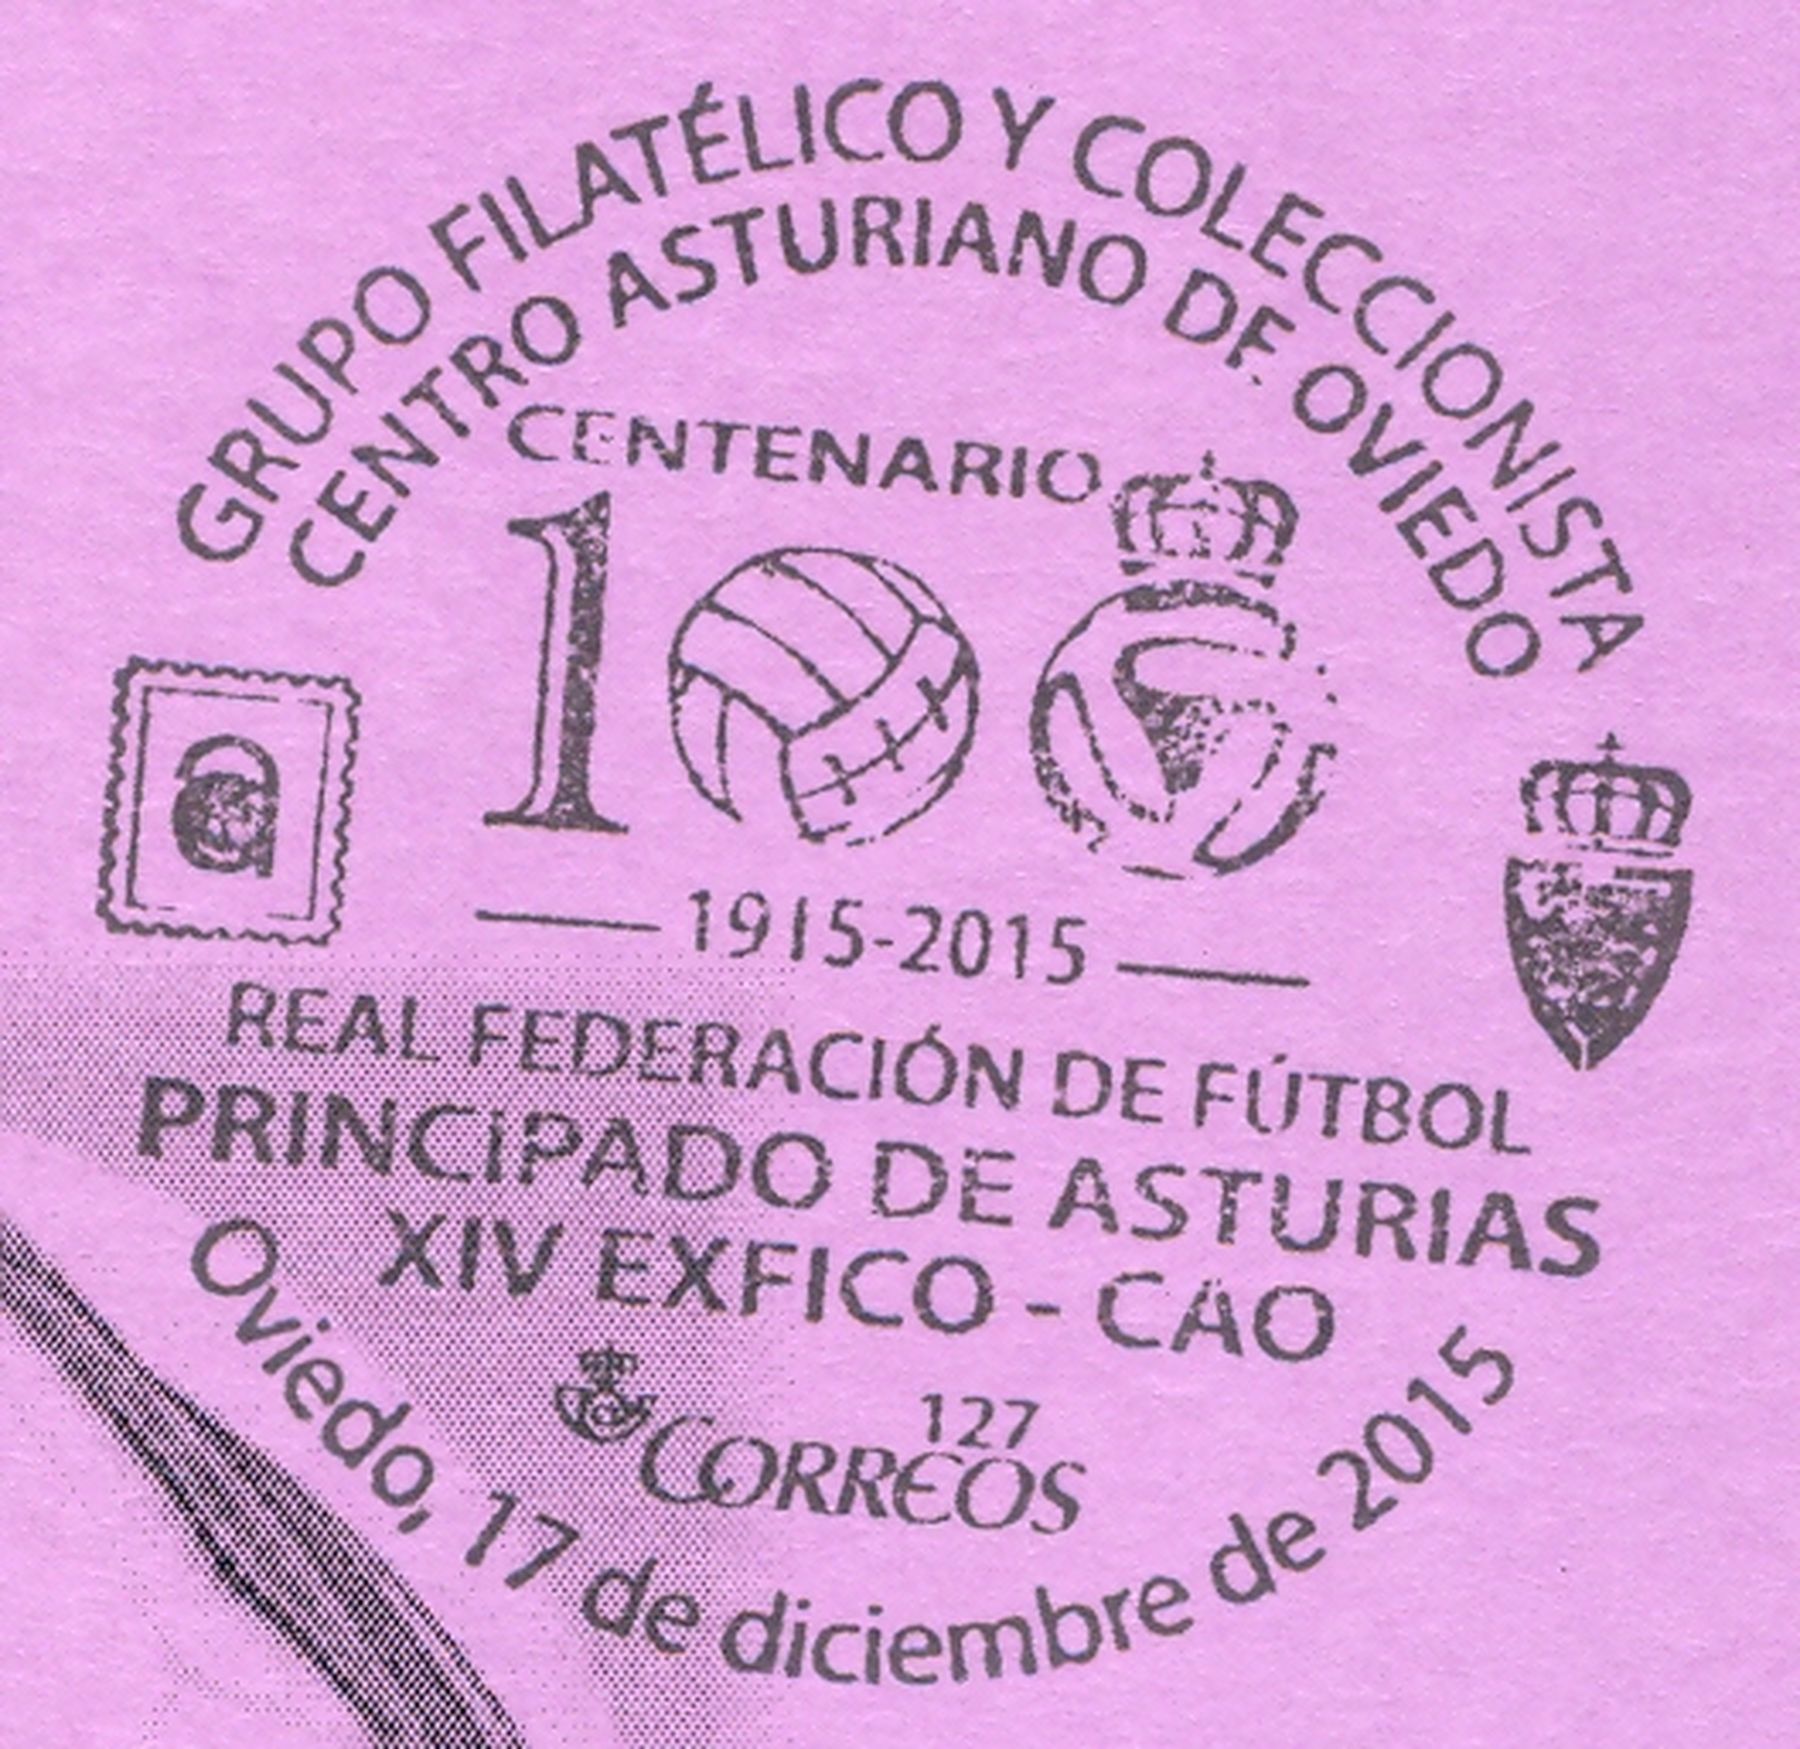 GRUPO FILATÉLICO Y COLECCIONISTA
CENTRO ASTURIANO DE OVIEDO
CENTENARIO
100
1915-2015
REAL FEDERACIÓN DE FÚTBOL
PRINCIPADO DE ASTURIAS
XIV EXFICO - CAO
127
CORREOS
Oviedo, 17 de diciembre de 2015